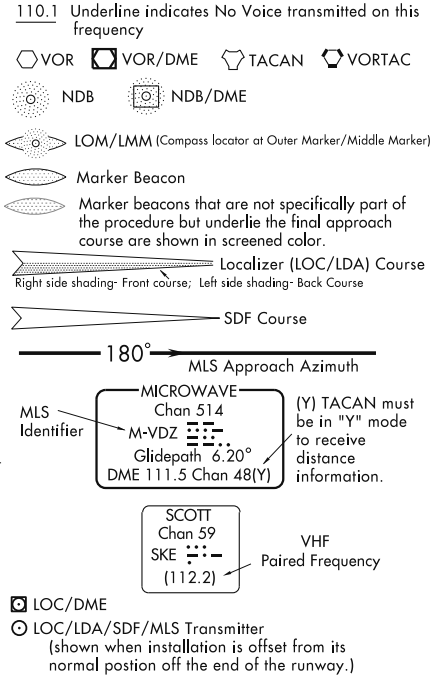 110.1 Underline indicates No Voice transmitted on this
frequency
VOR VOR/DME TACAN VORTAC
NDB NDB/DME
LOM/LMM (Compass locator at Outer Marker/Middle Marker)
Marker Beacon
Marker beacons that are not specifically part of
the procedure but underlie the final approach
course are shown in screened color.
Localizer (LOC/LDA) Course
Right side shading- Front course; Left side shading- Back Course
SDF Course
180°
MLS Approach Azimuth
MICROWAVE
Chan 514
MLS
Identifier
M-VDZ
Glidepath 6.20°
DME 111.5 Chan 48(Y)
(Y) TACAN must
be in "Y" mode
to receive
distance
information.
SCOTT
Chan 59
SKE
(112.2)
VHF
Paired Frequency
LOC/DME
LOC/LDA/SDF/MLS Transmitter
(shown when installation is offset from its
normal postion off the end of the runway.)